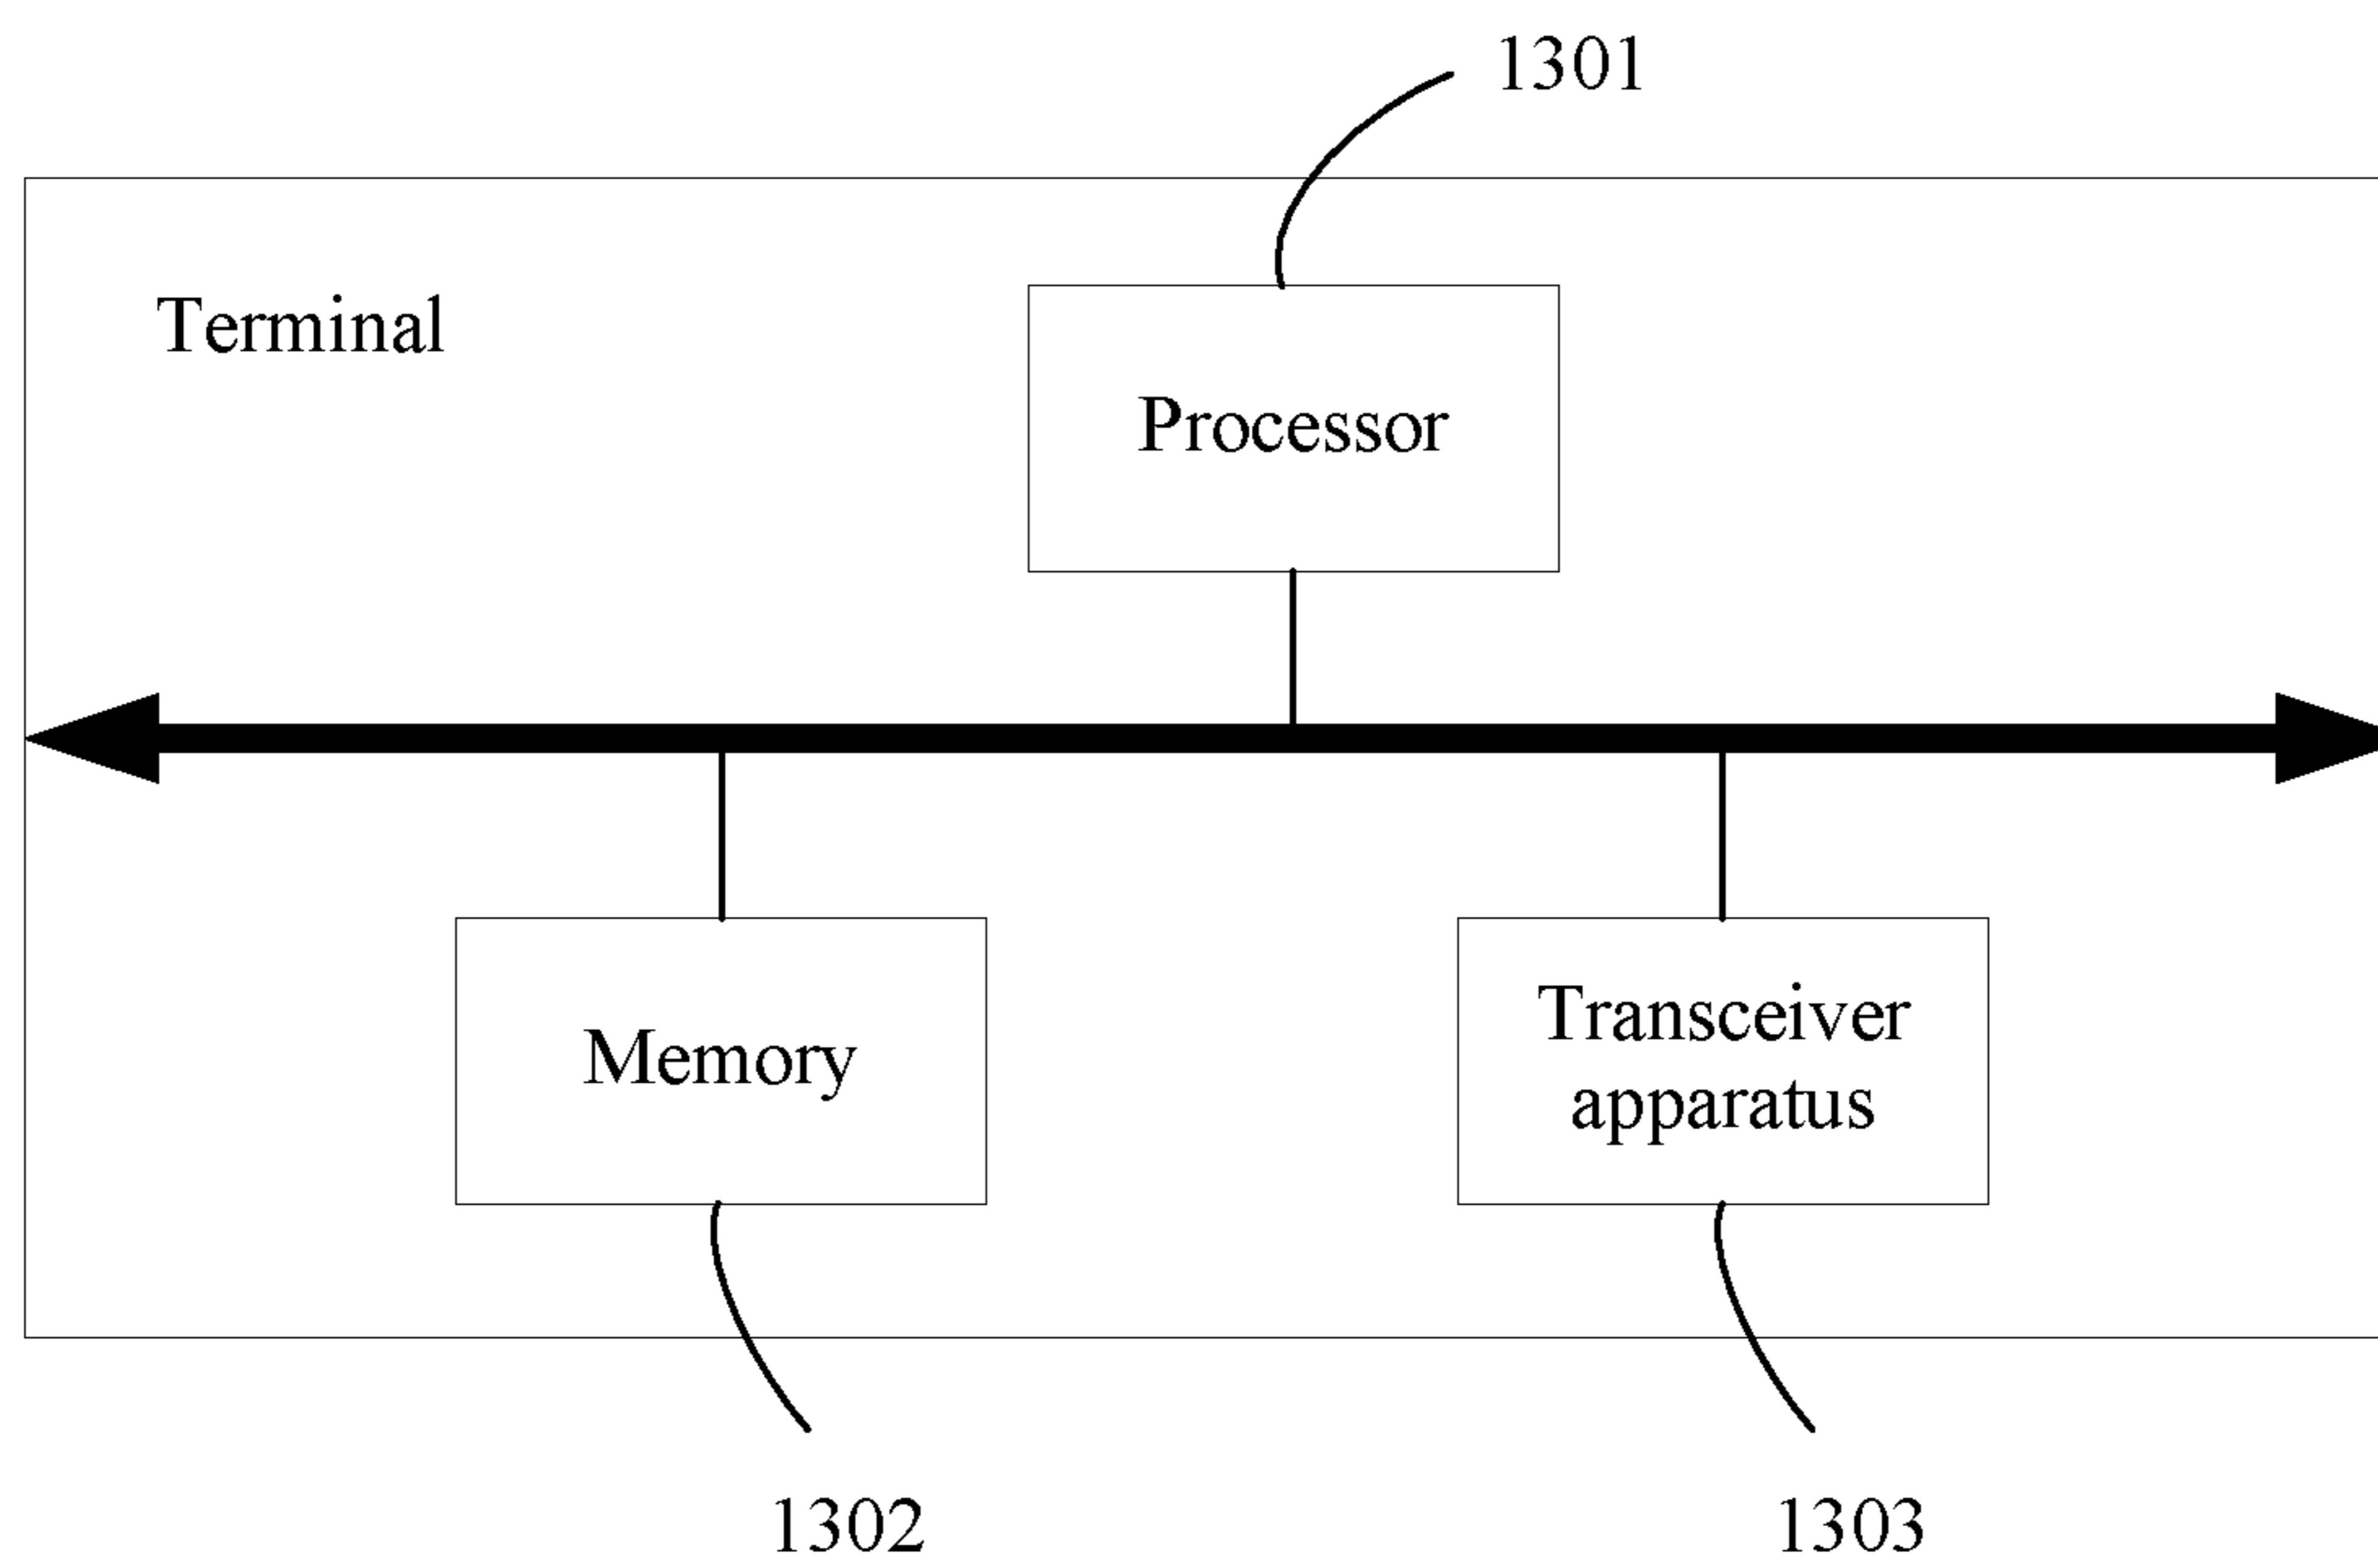 1301
Terminal
Processor
Memory
Transceiver
apparatus
1302
1303